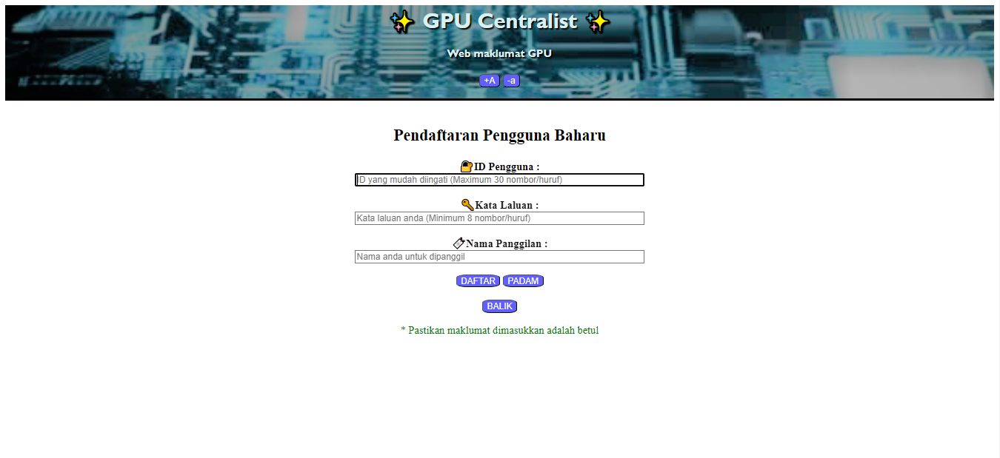 ✨ GPU Centralist ✨
Web maklumat GPU
+A -a
Pendaftaran Pengguna Baharu
🔐ID Pengguna :
ID yang mudah diingati (Maximum 30 nombor/huruf)
🔑Kata Laluan :
Kata laluan anda (Minimum 8 nombor/huruf)
Nama Panggilan :
Nama anda untuk dipanggil
DAFTAR PADAM
BALIK
* Pastikan maklumat dimasukkan adalah betul